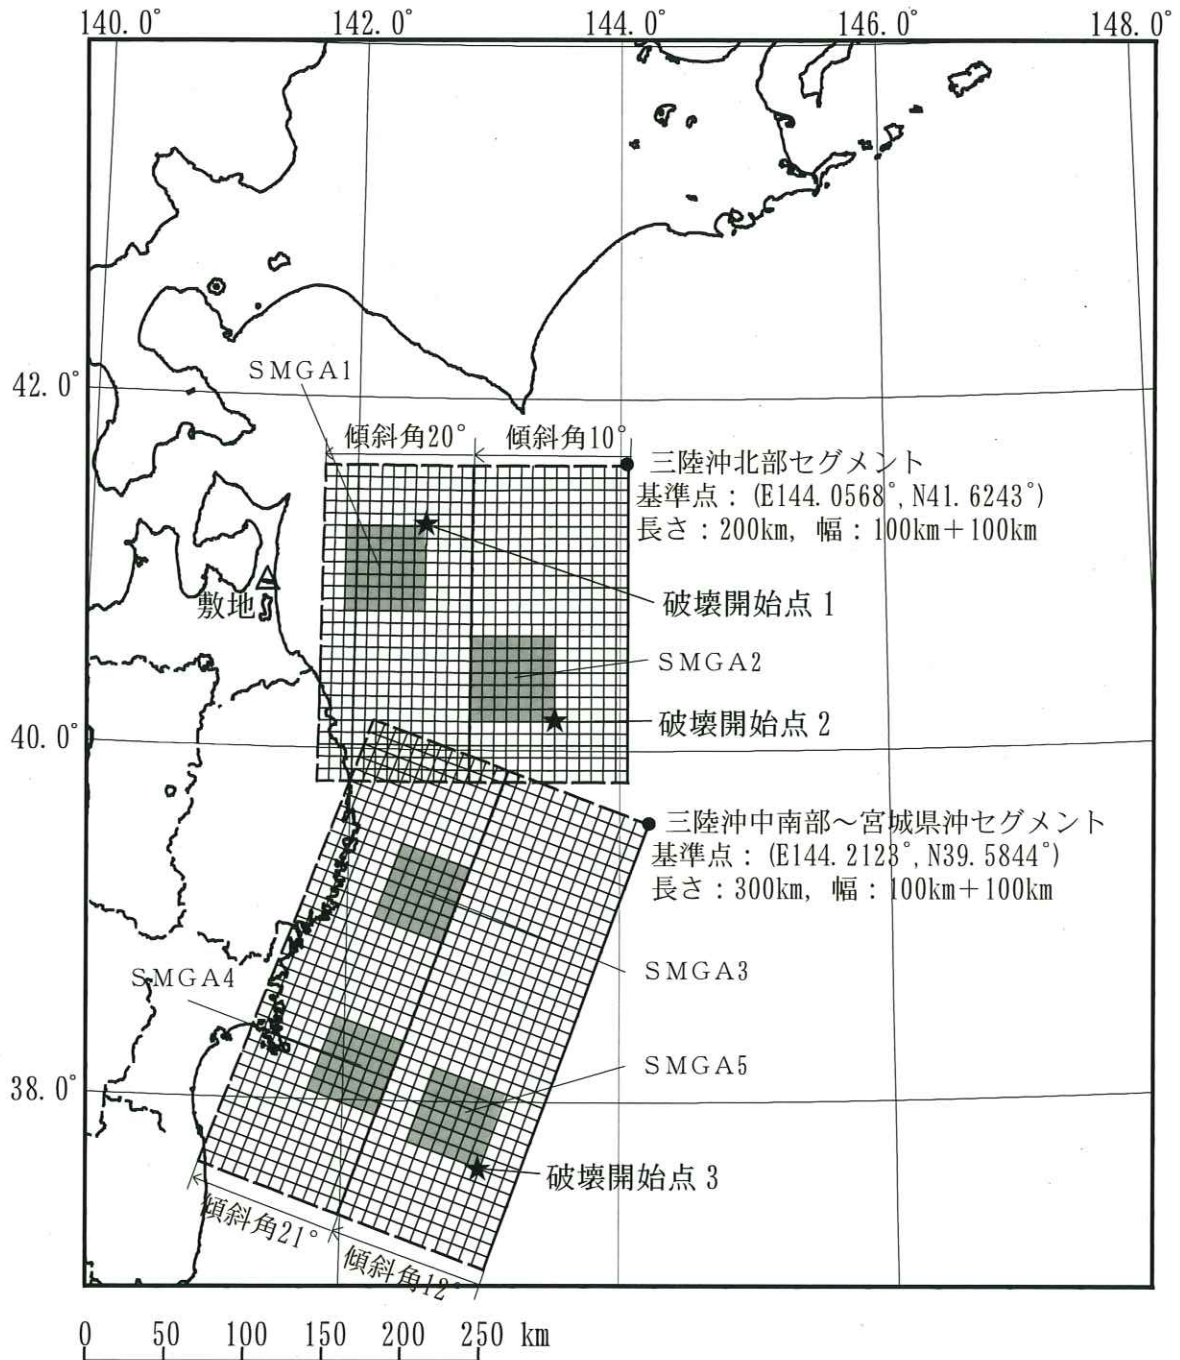 140.0°
142.0°
144.0°
146.0°
148.0°
SMGA1
42.0°
傾斜角20°
傾斜角10°
三陸沖北部セグメント
基準点：(E144.0568°, N41.6243°)
長さ：200km, 幅：100km＋100km
敷地
破壊開始点1
SMGA2
破壊開始点2
40.0°
三陸沖中南部～宮城県沖セグメント
基準点：(E144.2123°, N39.5844°)
長さ：300km, 幅：100km＋100km
SMGA4
SMGA3
SMGA5
38.0°
破壊開始点3
傾斜角21°
傾斜角12°
0 50 100 150 200 250 km